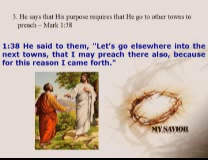 3. He says that His purpose requires that He go to other towns to
preach – Mark 1:38
1:38 He said to them, "Let's go elsewhere into the
next towns, that I may preach there also, because
for this reason I came forth."
MY SAVIOR